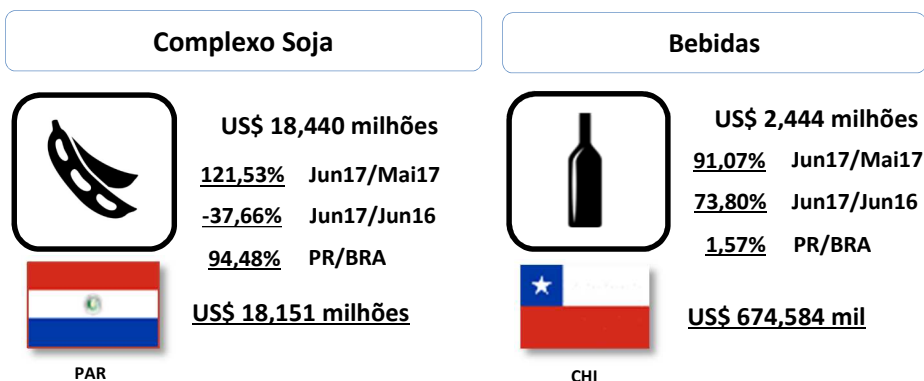 Complexo Soja
US$ 18,440 milhões
121,53% Jun17/Mai17
-37,66% Jun17/Jun16
94,48% PR/BRA
US$ 18,151 milhões
PAR
Bebidas
US$ 2,444 milhões
91,07% Jun17/Mai17
73,80% Jun17/Jun16
1,57% PR/BRA
US$ 674,584 mil
CHI